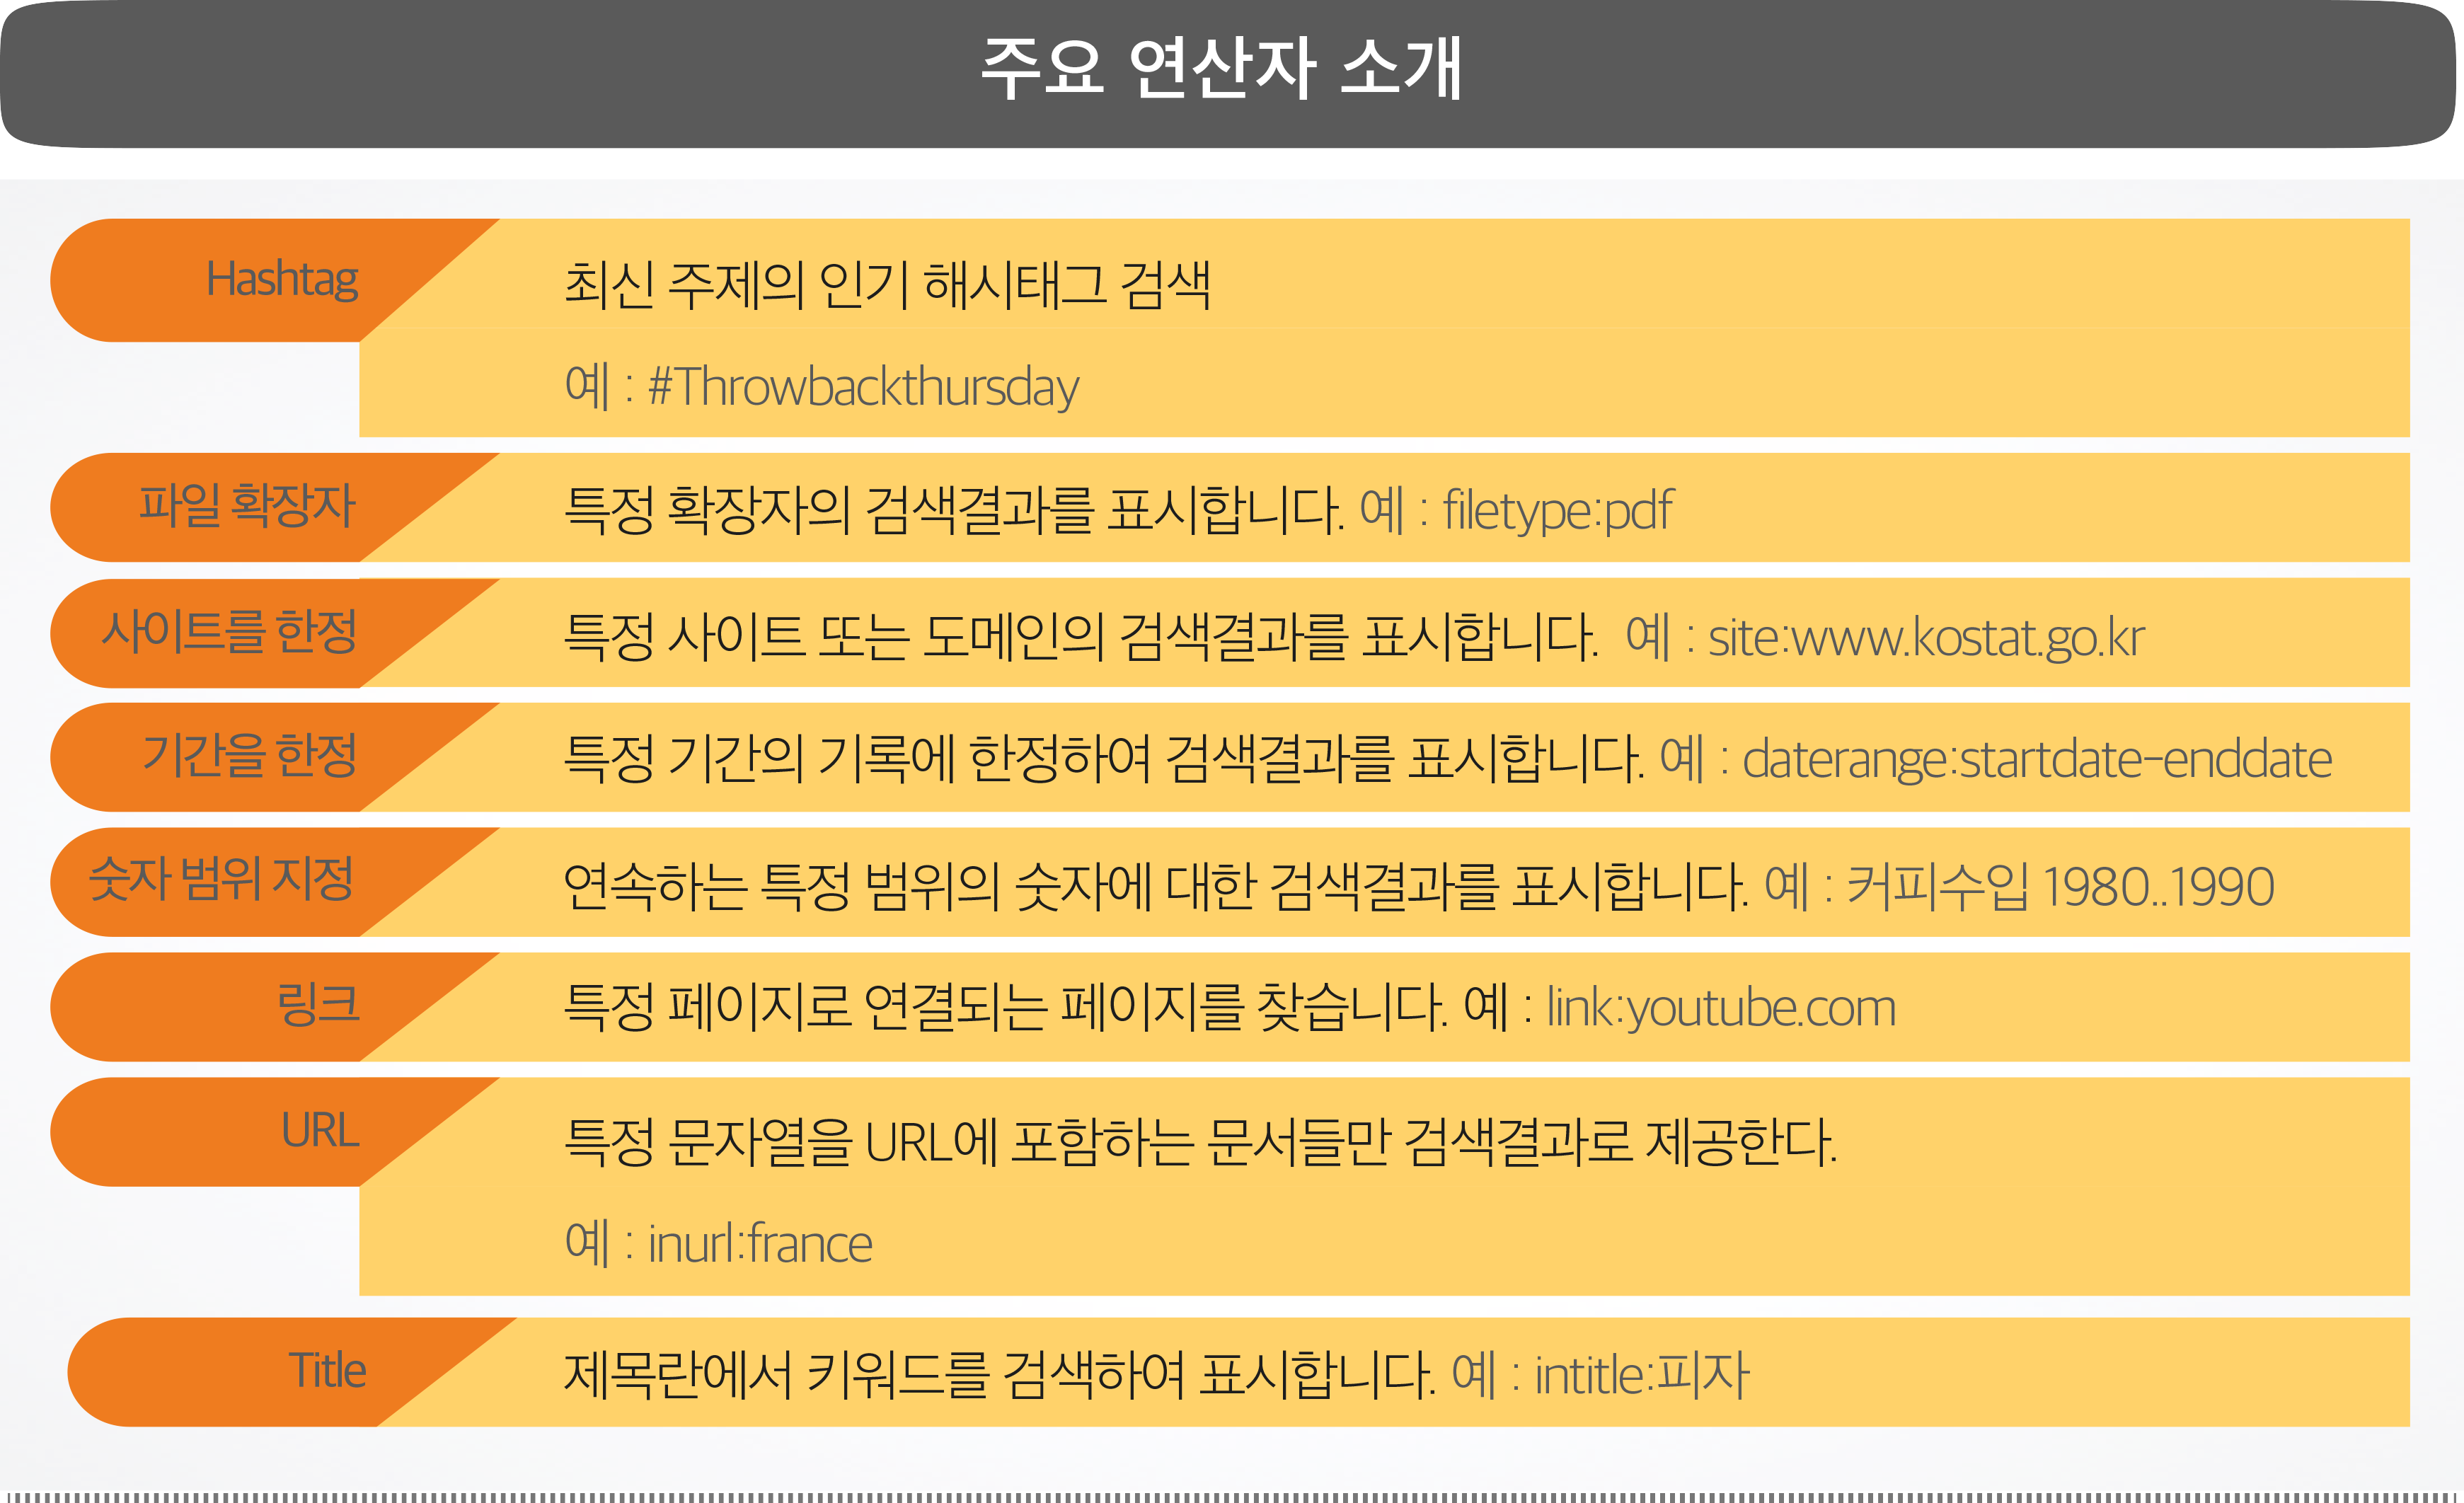 주요 연산자 소개
Hashtag
최신 주제의 인기 해시태그 검색
예 : #Throwbackthursday
파일 확장자
특정 확장자의 검색결과를 표시합니다. 예 : filetype:pdf
사이트를 한정
특정 사이트 또는 도메인의 검색결과를 표시합니다. 예 : site:www.kostat.go.kr
기간을 한정
특정 기간의 기록에 한정하여 검색결과를 표시합니다. 예 : daterange:startdate-enddate
숫자 범위 지정
연속하는 특정 범위의 숫자에 대한 검색결과를 표시합니다. 예 : 커피수입 1980..1990
링크
특정 페이지로 연결되는 페이지를 찾습니다. 예 : link:youtube.com
URL
특정 문자열을 URL에 포함하는 문서들만 검색결과로 제공한다.
예 : inurl:france
Title
제목란에서 키워드를 검색하여 표시합니다. 예 : intitle:피자